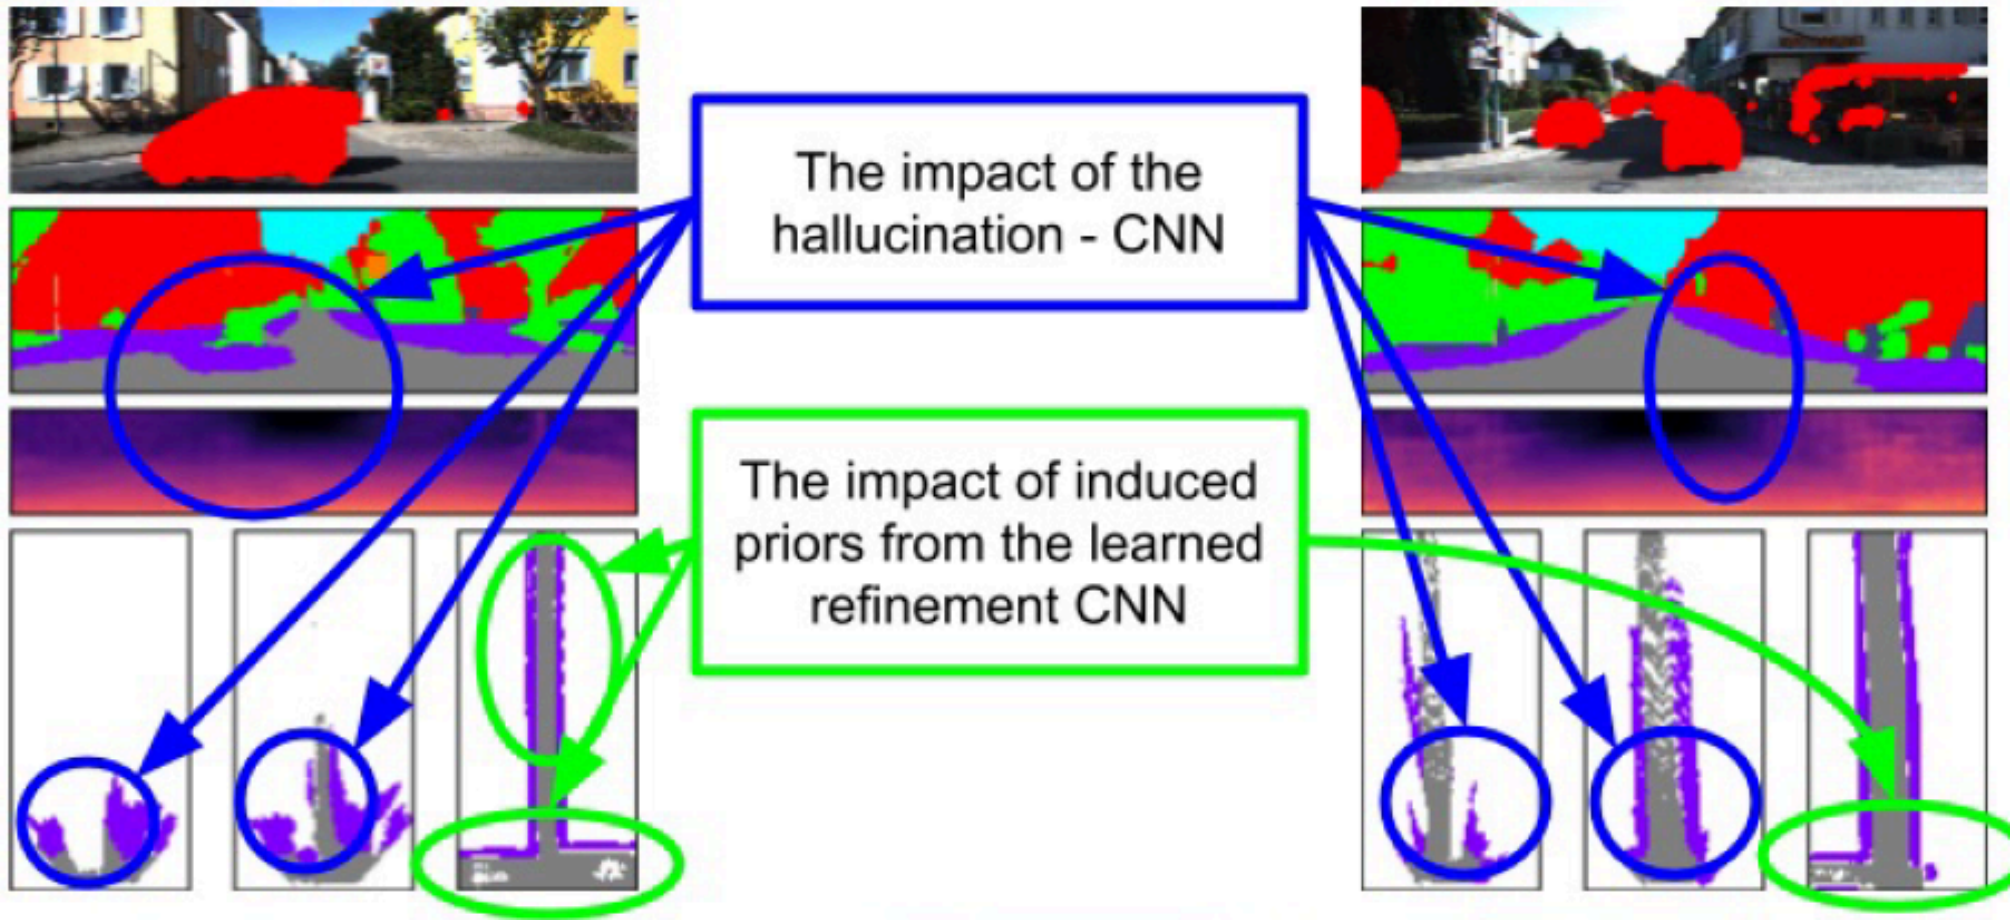 The impact of the
hallucination - CNN
The impact of induced
priors from the learned
refinement CNN